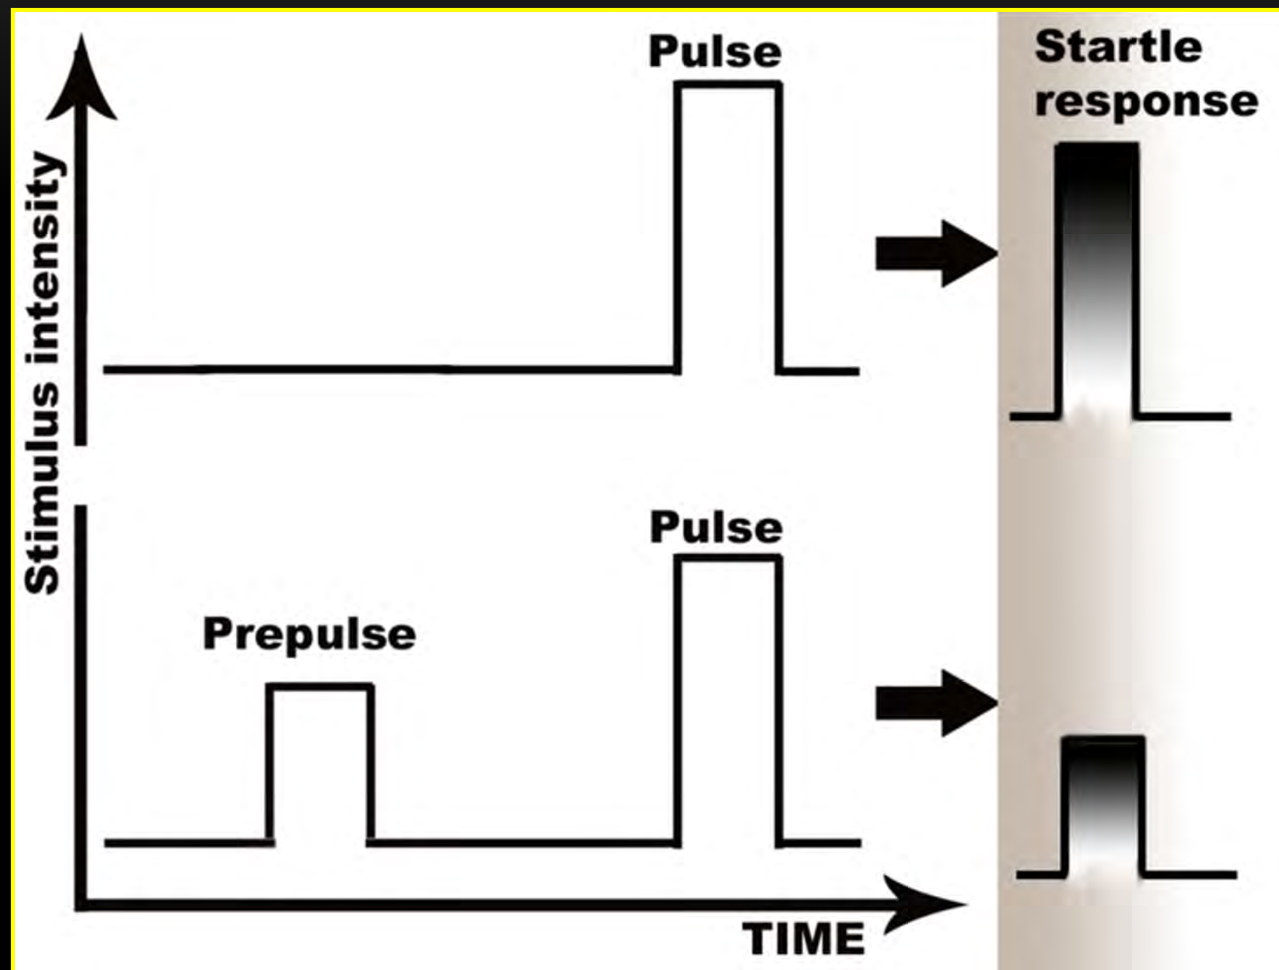 Pulse
Startle
response
Stimulus intensity
Pulse
Prepulse
TIME